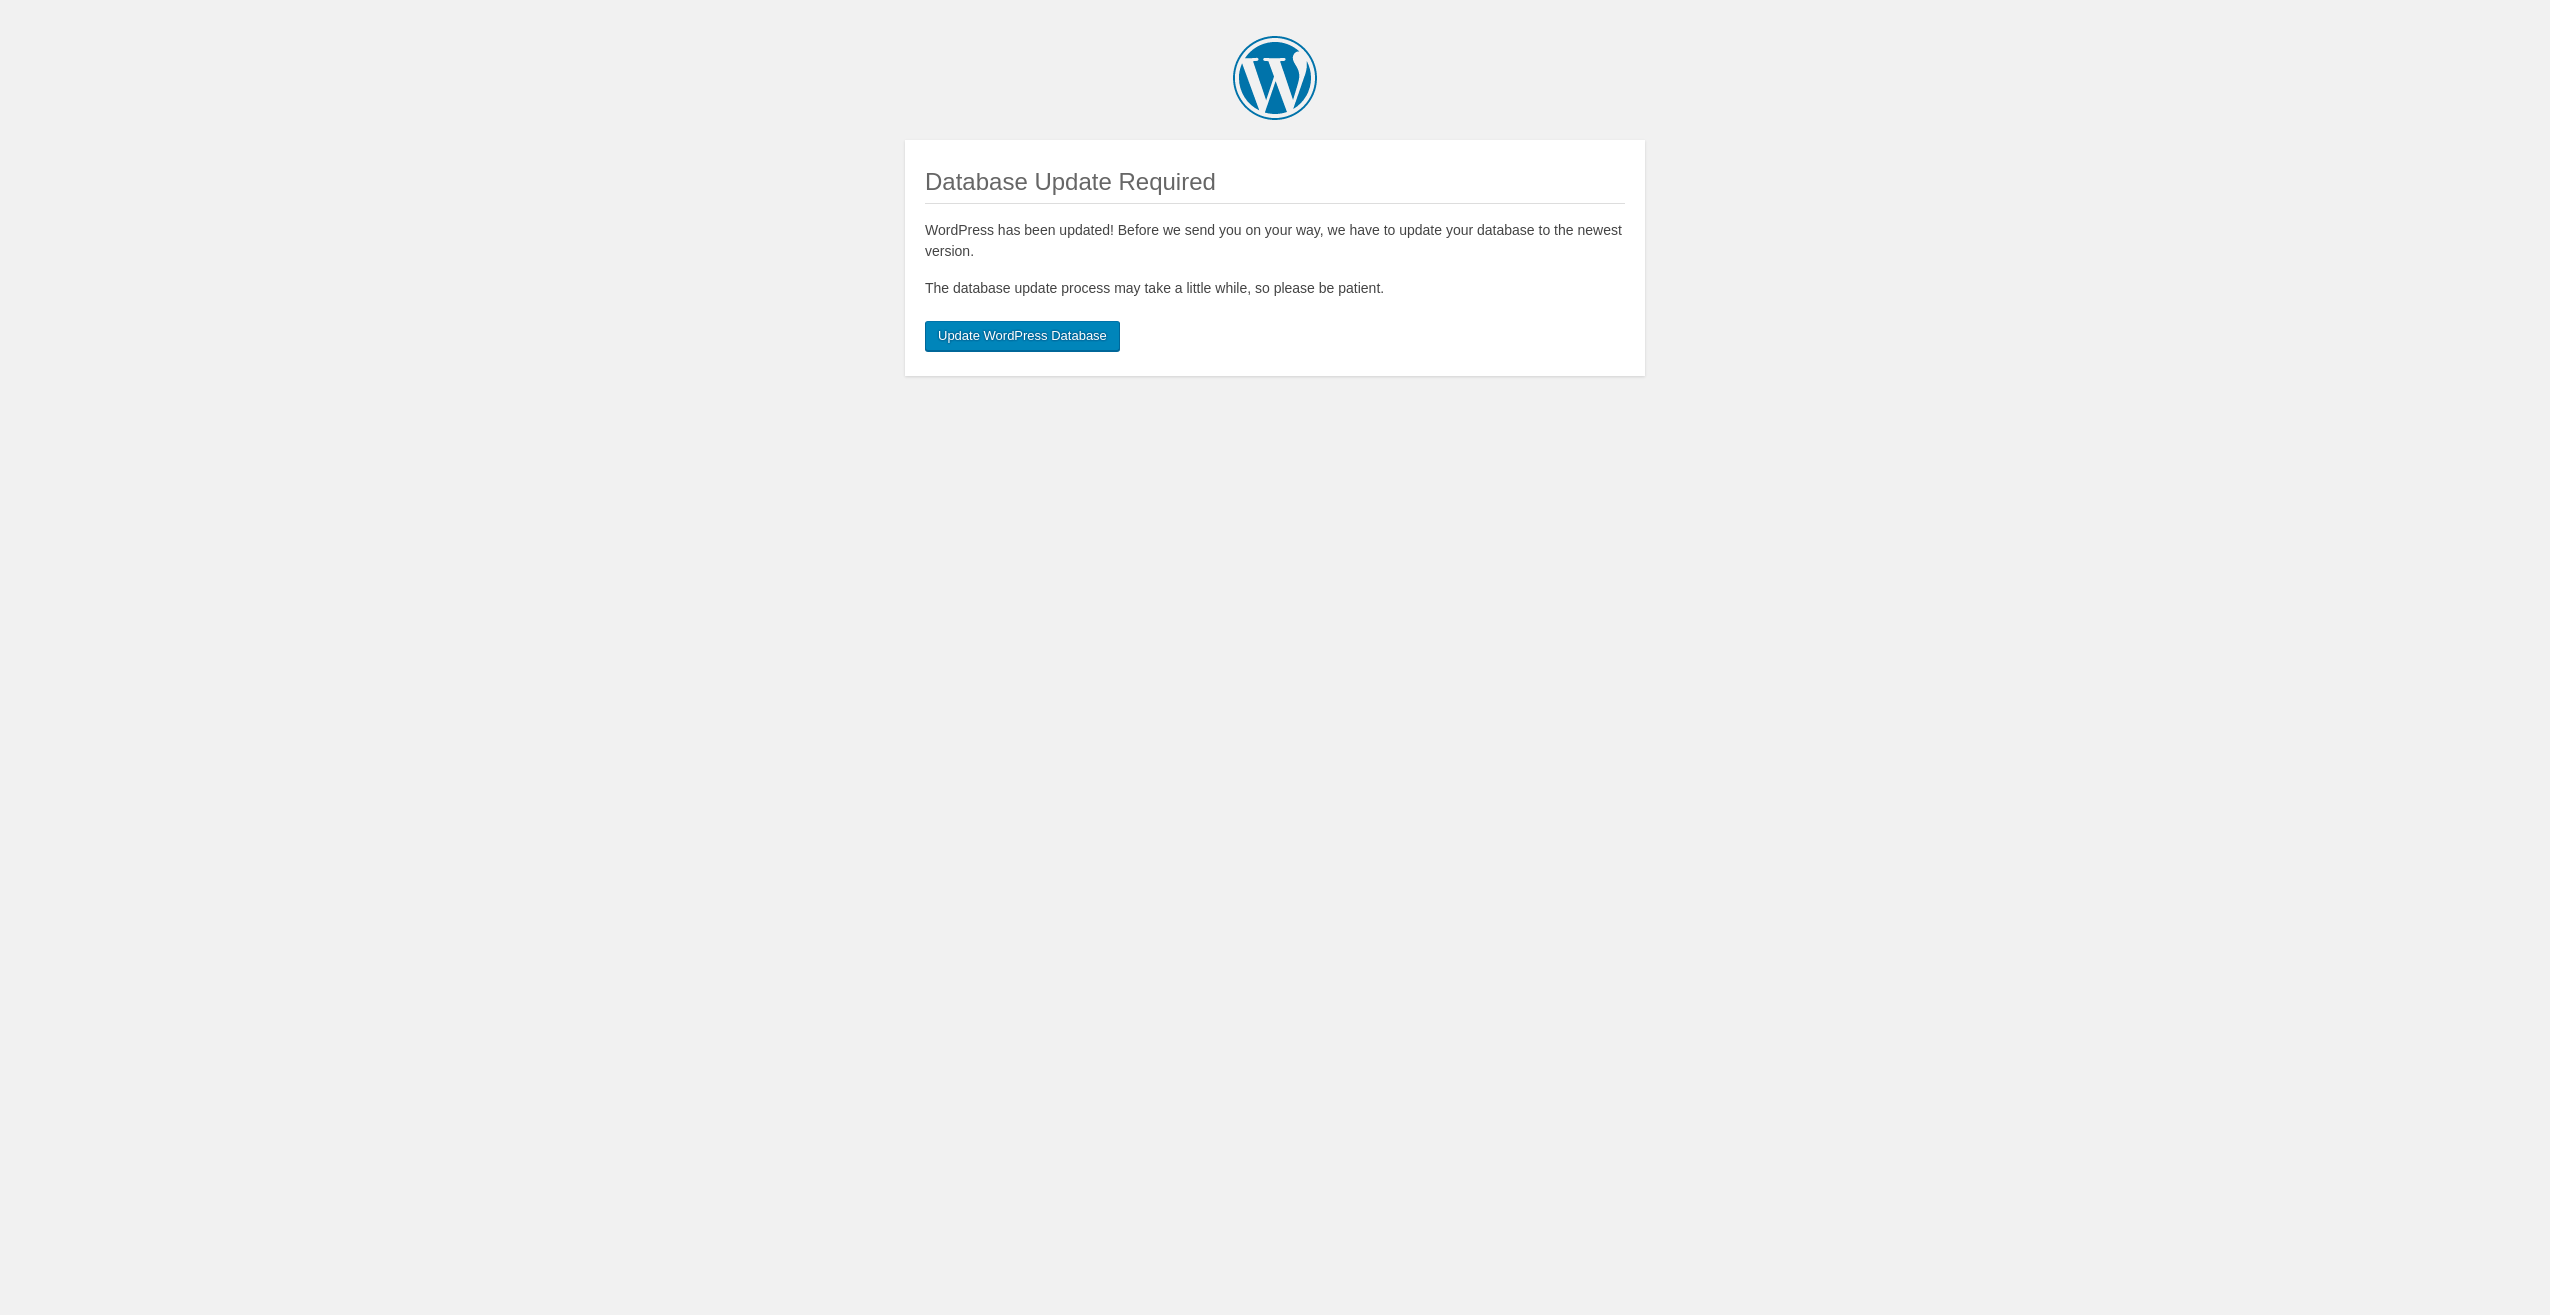 Database Update Required
WordPress has been updated! Before we send you on your way, we have to update your database to the newest
version.
The database update process may take a little while, so please be patient.
Update WordPress Database